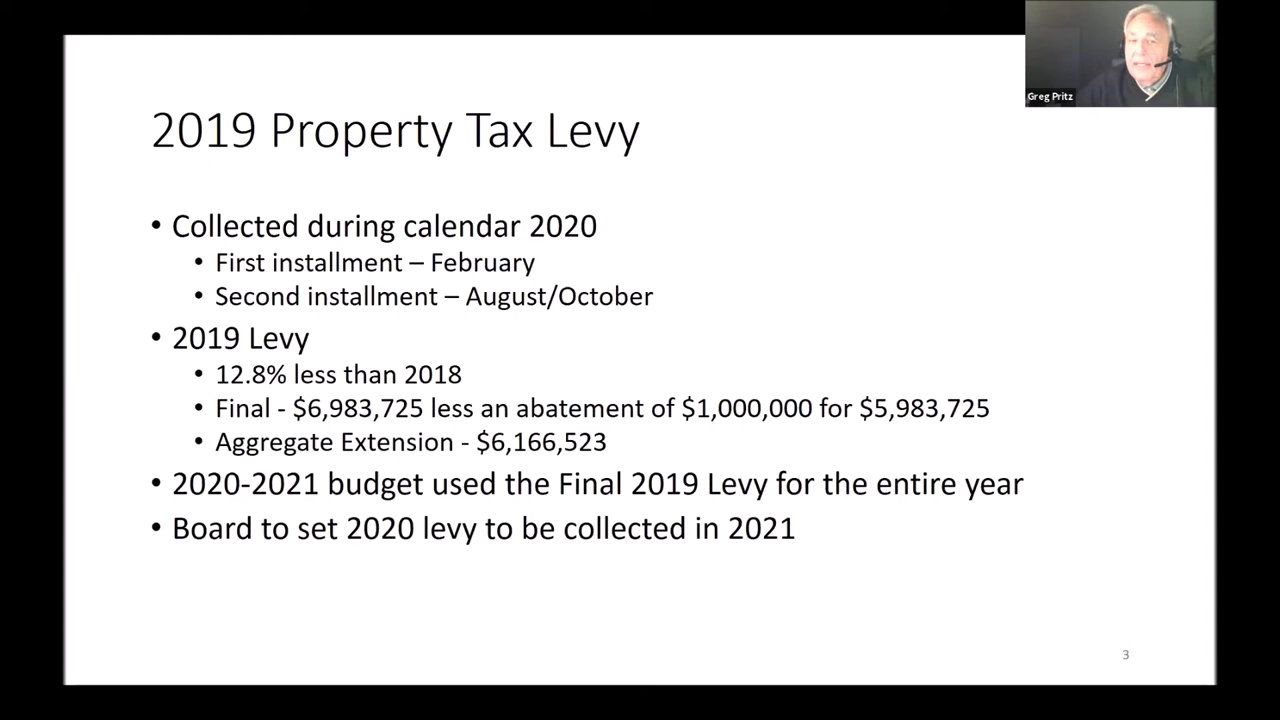 Greg Pritz
2019 Property Tax Levy
• Collected during calendar 2020
• First installment – February
• Second installment – August/October
• 2019 Levy
• 12.8% less than 2018
• Final - $6,983,725 less an abatement of $1,000,000 for $5,983,725
• Aggregate Extension - $6,166,523
• 2020-2021 budget used the Final 2019 Levy for the entire year
• Board to set 2020 levy to be collected in 2021
3